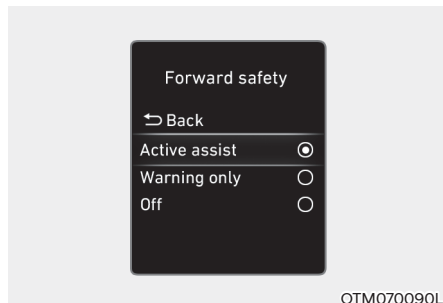 Forward safety
Back
Active assist
Warning only
Off
OTM070090L